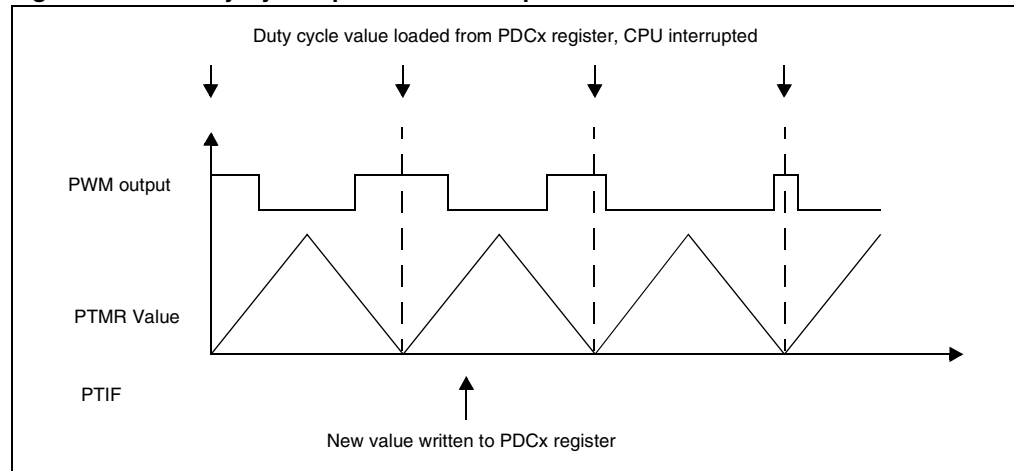 Duty cycle value loaded from PDCx register, CPU interrupted
PWM output
PTMR Value
PTIF
New value written to PDCx register